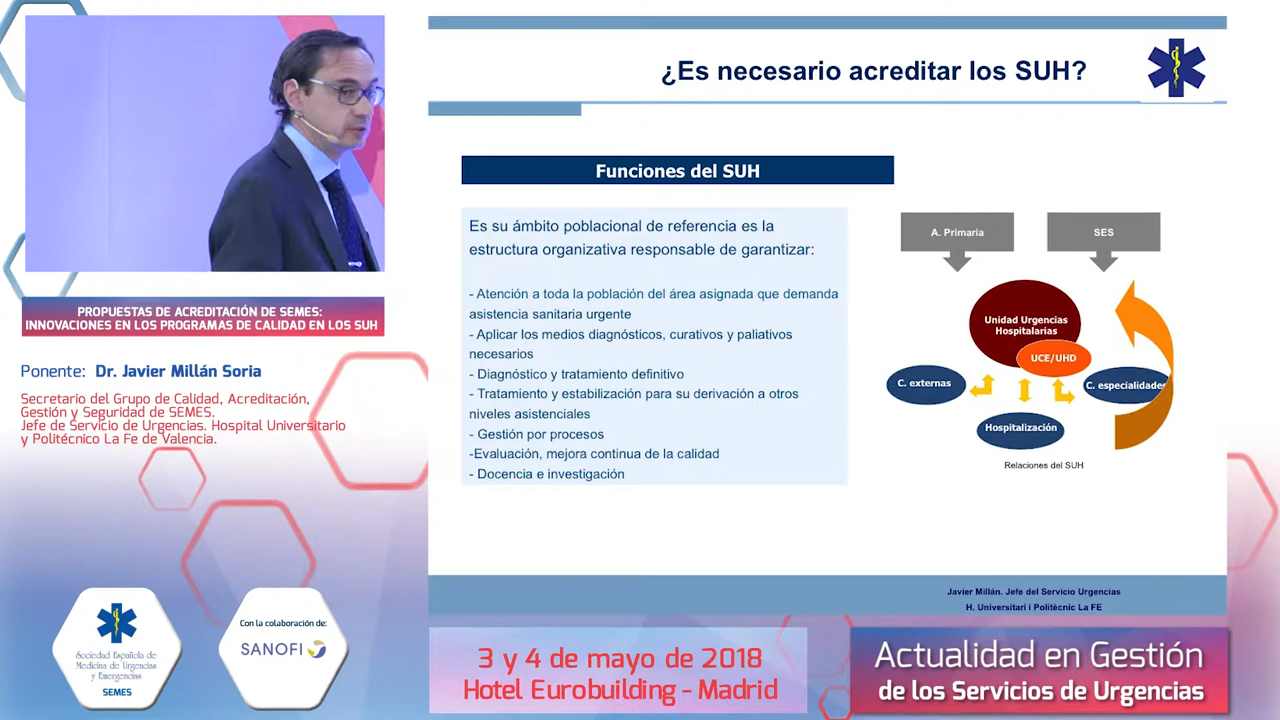 PROPUESTAS DE ACREDITACIÓN DE SEMES:
INNOVACIONES EN LOS PROGRAMAS DE CALIDAD EN LOS SUH
Ponente: Dr. Javier Millán Soria
Secretario del Grupo de Calidad, Acreditación,
Gestión y Seguridad de SEMES.
Jefe de Servicio de Urgencias. Hospital Universitario
y Politécnico La Fe de Valencia.
Sociedad Española de
Medicina de Urgencias
y Emergencias
SEMES
Con la colaboración de:
SANOFI
¿Es necesario acreditar los SUH?
Funciones del SUH
Es su ámbito poblacional de referencia es la
estructura organizativa responsable de garantizar:
- Atención a toda la población del área asignada que demanda
asistencia sanitaria urgente
- Aplicar los medios diagnósticos, curativos y paliativos
necesarios
- Diagnóstico y tratamiento definitivo
- Tratamiento y estabilización para su derivación a otros
niveles asistenciales
- Gestión por procesos
-Evaluación, mejora continua de la calidad
- Docencia e investigación
A. Primaria
SES
Unidad Urgencias
Hospitalarias
UCE/UHD
C. externas
C. especialidades
Hospitalización
Relaciones del SUH
Javier Millán. Jefe del Servicio Urgencias
H. Universitari i Politècnic La FE
3 y 4 de mayo de 2018
Hotel Eurobuilding - Madrid
Actualidad en Gestión
de los Servicios de Urgencias